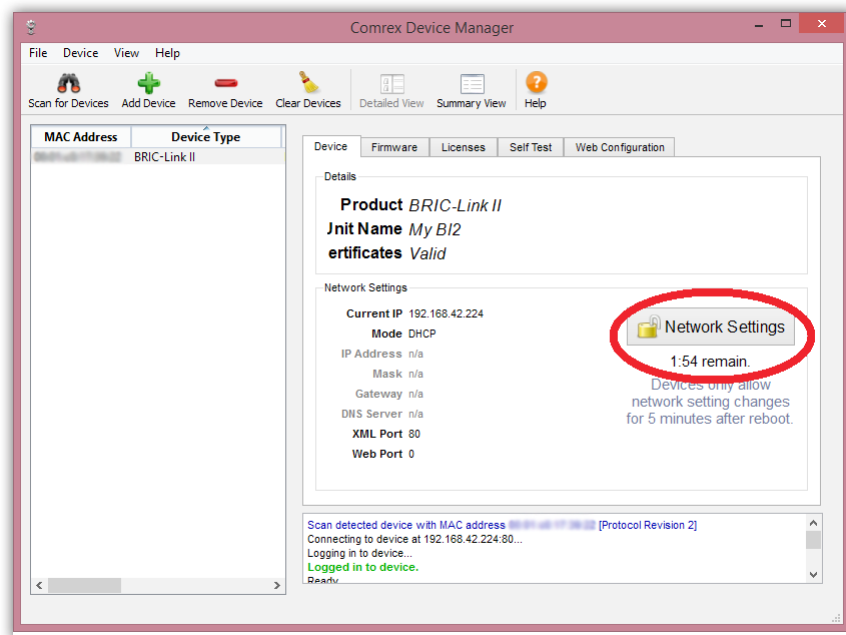 Comrex Device Manager
File Device View Help
Scan for Devices Add Device Remove Device Clear Devices Detailed View Summary View Help
MAC Address Device Type
BRIC-Link II
Device Firmware Licenses Self Test Web Configuration
Details
Product BRIC-Link II
Unit Name My BI2
ertificates Valid
Network Settings
Current IP 192.168.42.224
Mode DHCP
IP Address n/a
Mask n/a
Gateway n/a
DNS Server n/a
XML Port 80
Web Port 0
Network Settings
1:54 remain.
Devices only allow
network setting changes
for 5 minutes after reboot.
Scan detected device with MAC address [Protocol Revision 2]
Connecting to device at 192.168.42.224:80...
Logging in to device...
Logged in to device.
Ready